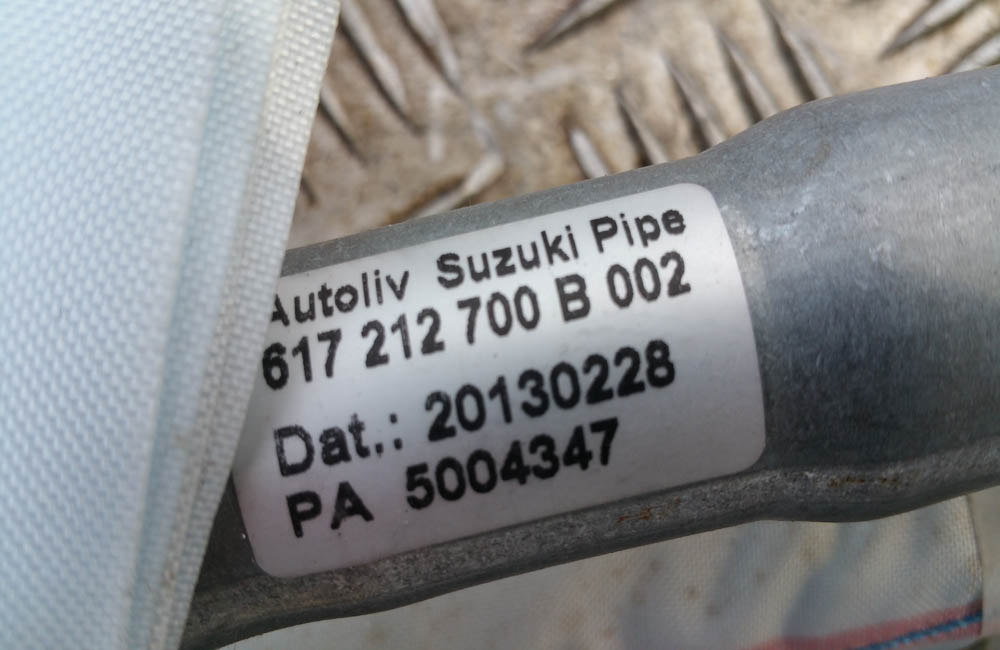 Autoliv Suzuki Pipe
617 212 700 B 002
Dat.: 20130228
PA 5004347